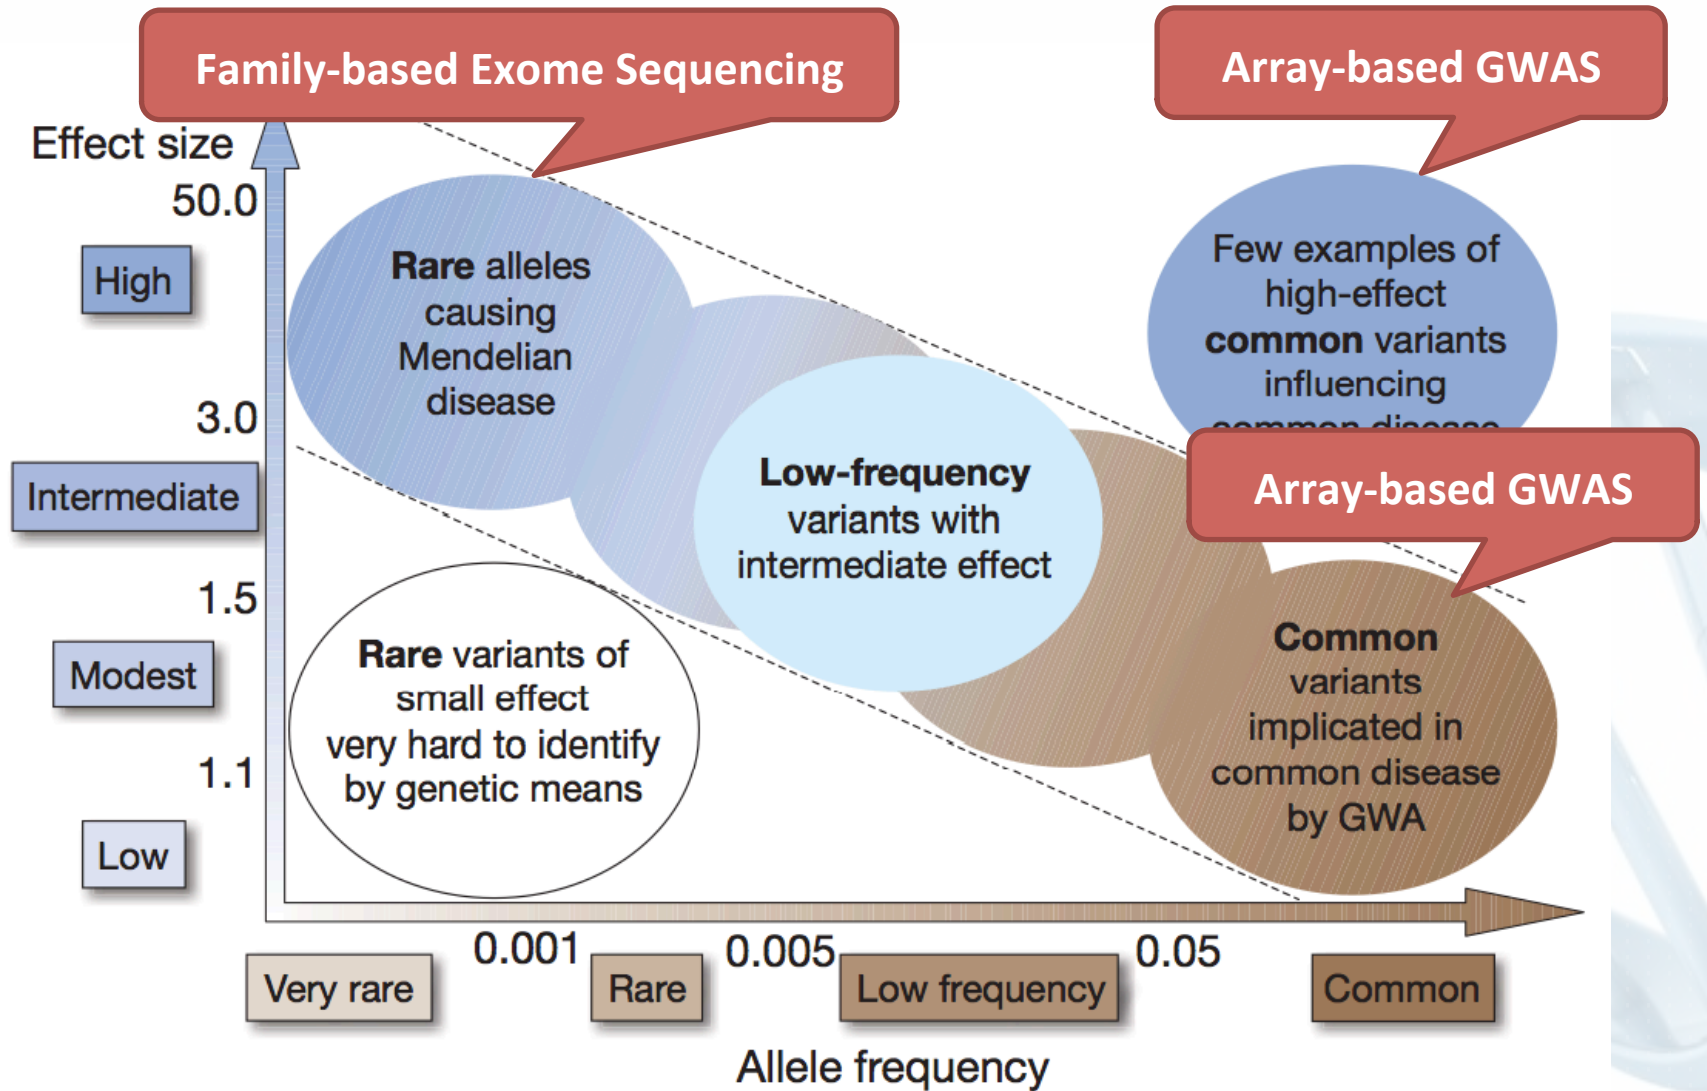 Family-based Exome Sequencing
Array-based GWAS
Effect size
50.0
High
3.0
Intermediate
1.5
Modest
1.1
Low
Rare alleles
causing
Mendelian
disease
Few examples of
high-effect
common variants
influencing
common disease
Array-based GWAS
Low-frequency
variants with
intermediate effect
Rare variants of
small effect
very hard to identify
by genetic means
Common
variants
implicated in
common disease
by GWA
0.001
0.005
0.05
Very rare
Rare
Low frequency
Common
Allele frequency